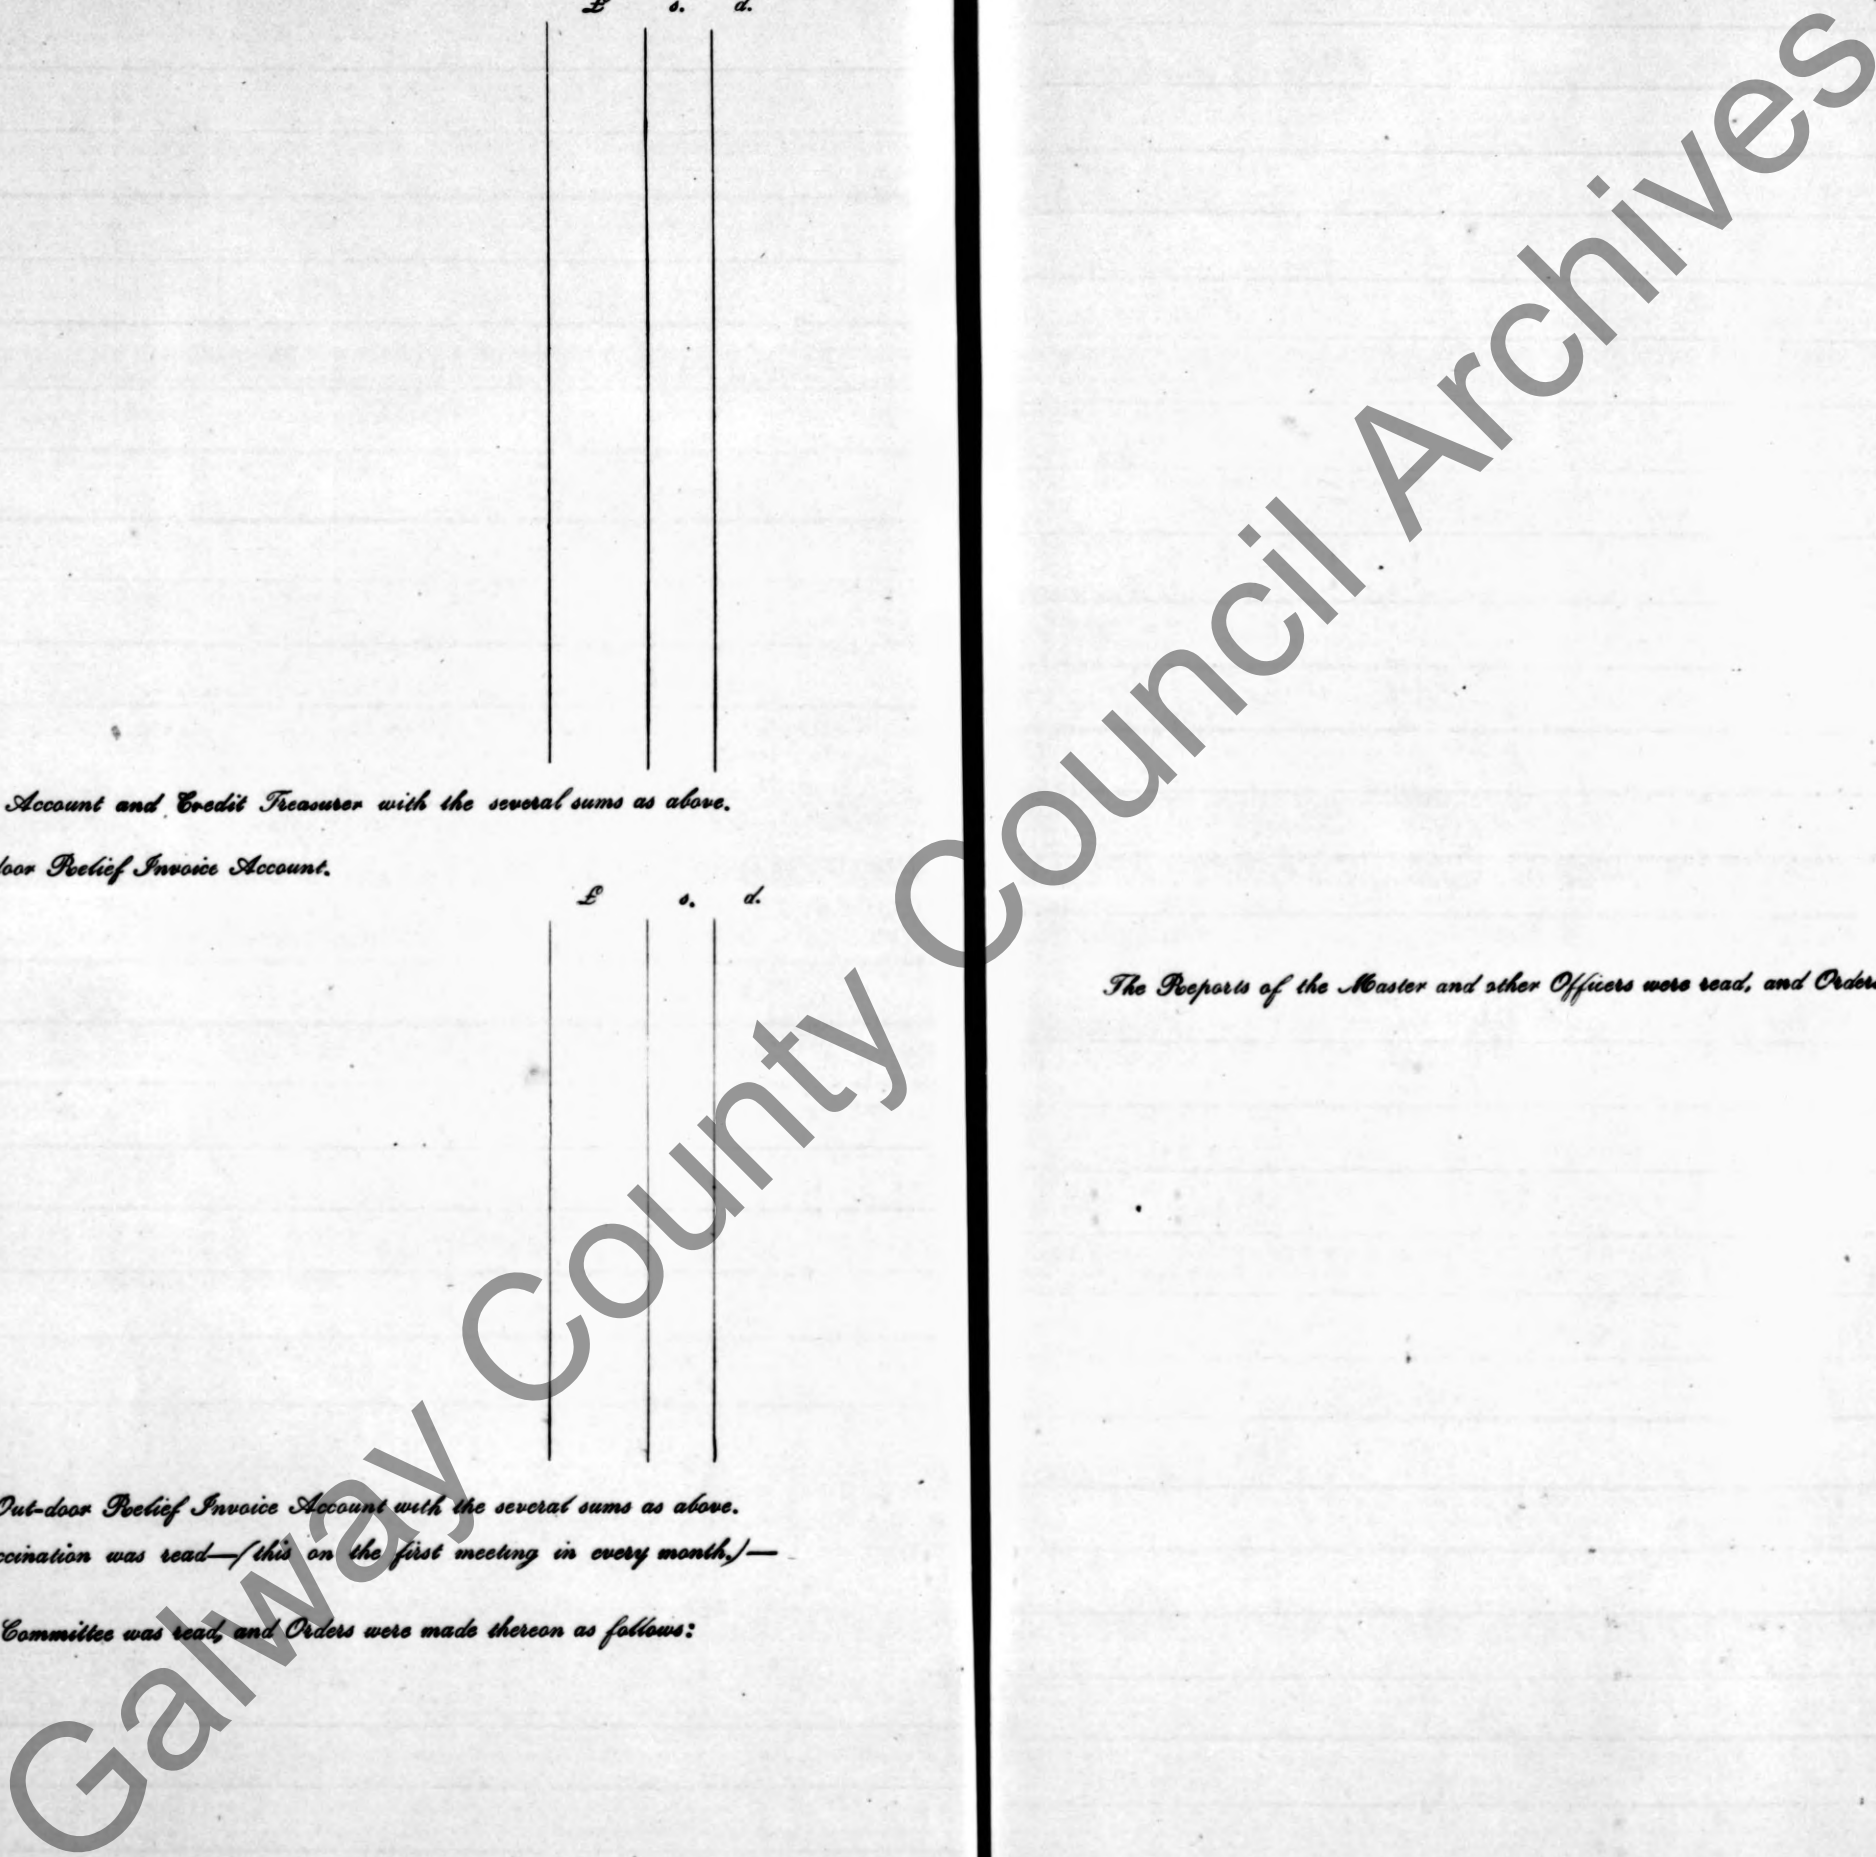 £ s. d.
Account and Credit Treasurer with the several sums as above.
door Relief Invoice Account.
£ s. d.
Out-door Relief Invoice Account with the several sums as above.
ccination was read—(this on the first meeting in every month.)—
Committee was read, and Orders were made thereon as follows:
The Reports of the Master and other Officers were read, and Orders
Galway County Council Archives